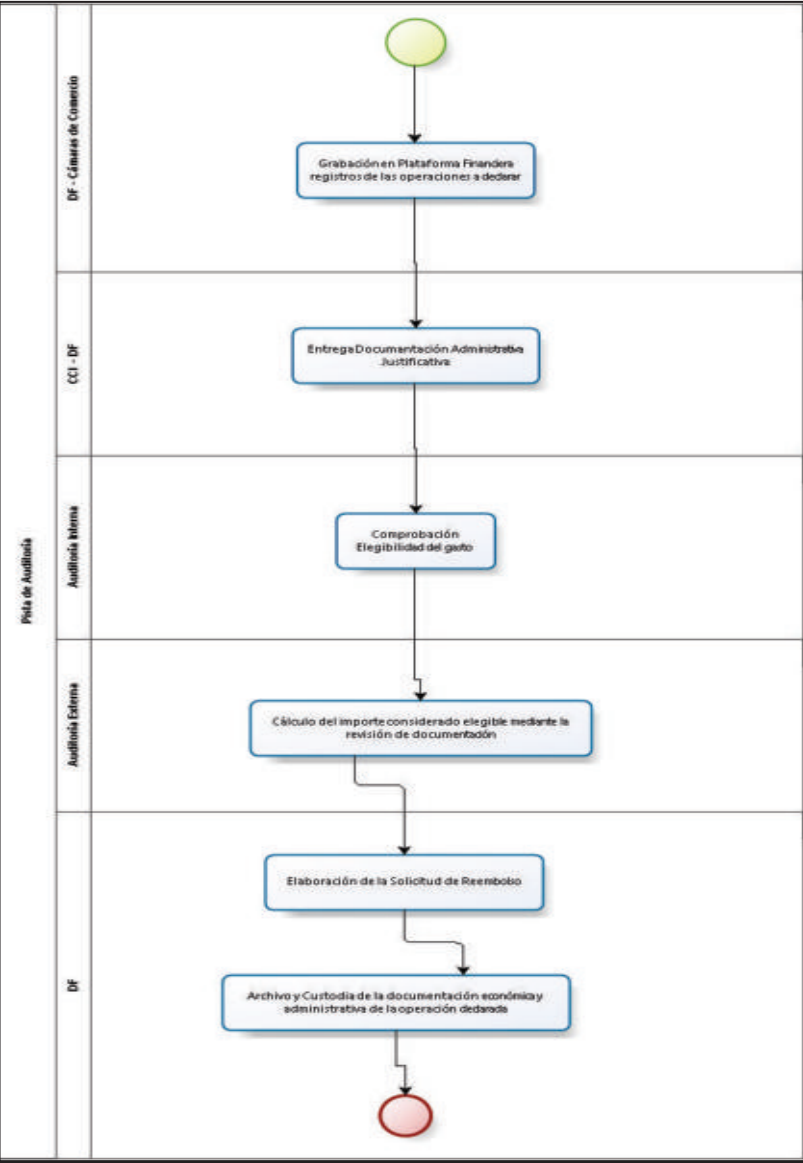 Pista de Auditoría
DF - Cámaras de Comercio
Grabación en Plataforma Financera
registros de las operaciones a declarar
CCI - DF
Entrega Documentación Administrativa
Justificativa
Auditoría Interna
Comprobación
Elegibilidad del gasto
Auditoría Externa
Cálculo del importe considerado elegible mediante la
revisión de documentación
DF
Elaboración de la Solicitud de Reembolso
Archivo y Custodia de la documentación económica y
administrativa de la operación declarada